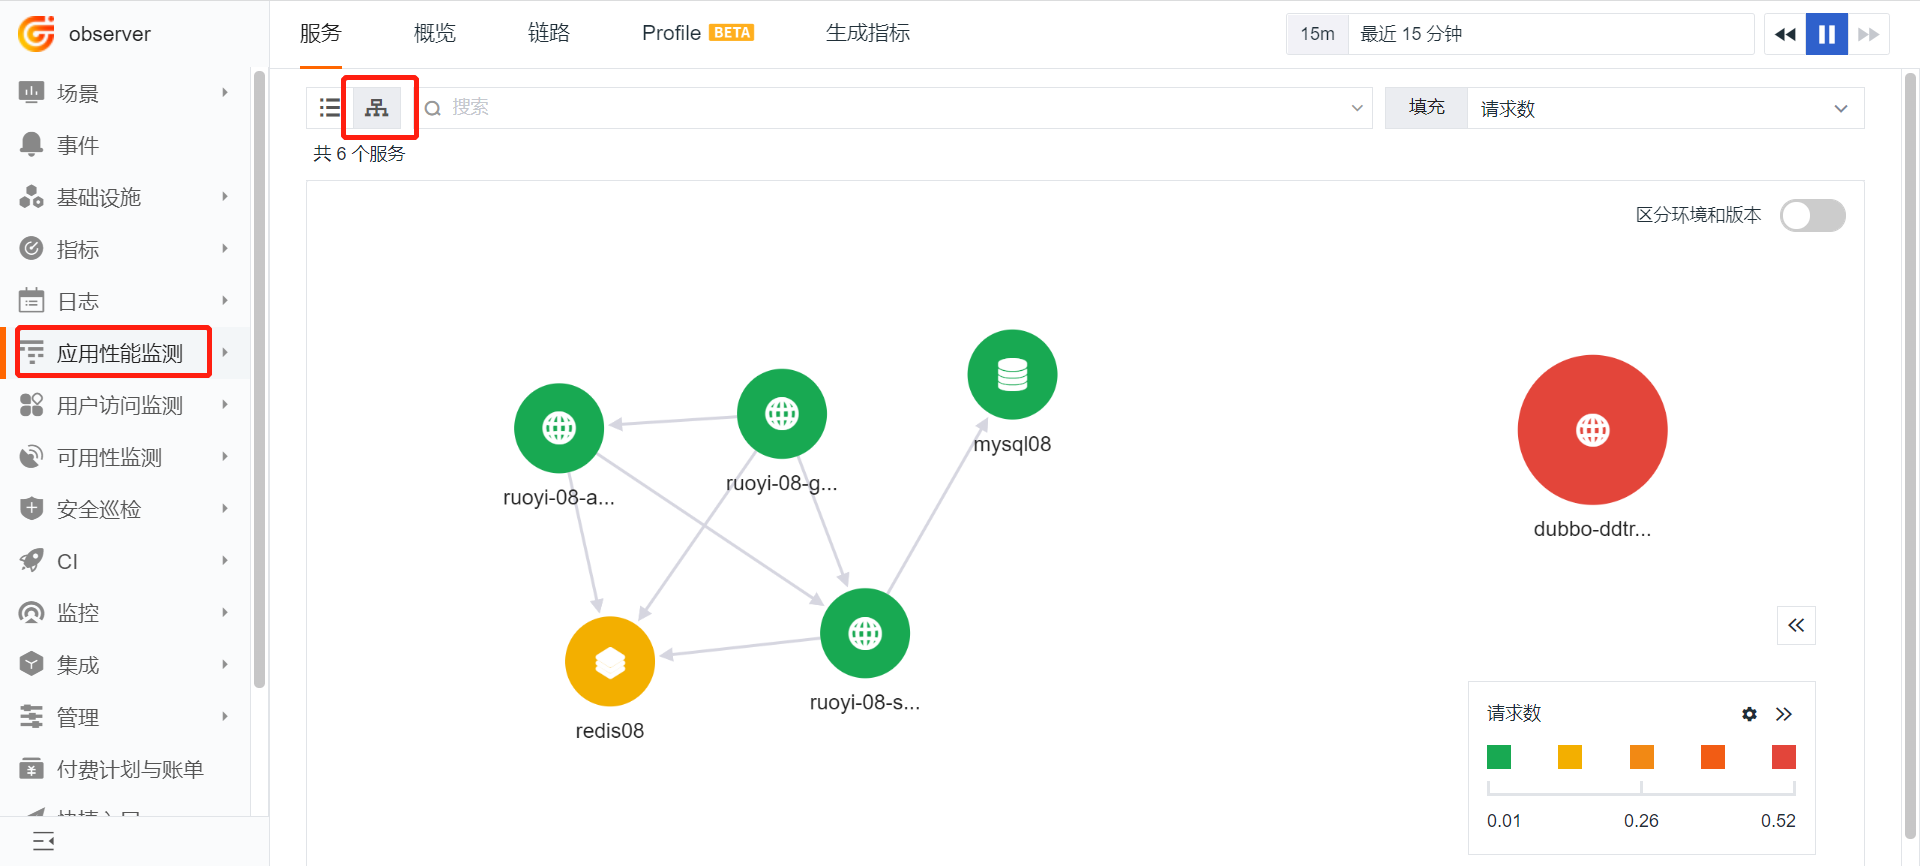 observer
场景
事件
基础设施
指标
日志
应用性能监测
用户访问监测
可用性监测
安全巡检
CI
监控
集成
管理
付费计划与账单
服务
概览
链路
Profile BETA
生成指标
15m 最近 15 分钟
搜索
填充 请求数
共 6 个服务
区分环境和版本
ruoyi-08-a...
ruoyi-08-g...
mysql08
dubbo-ddtr...
redis08
ruoyi-08-s...
请求数
0.01 0.26 0.52